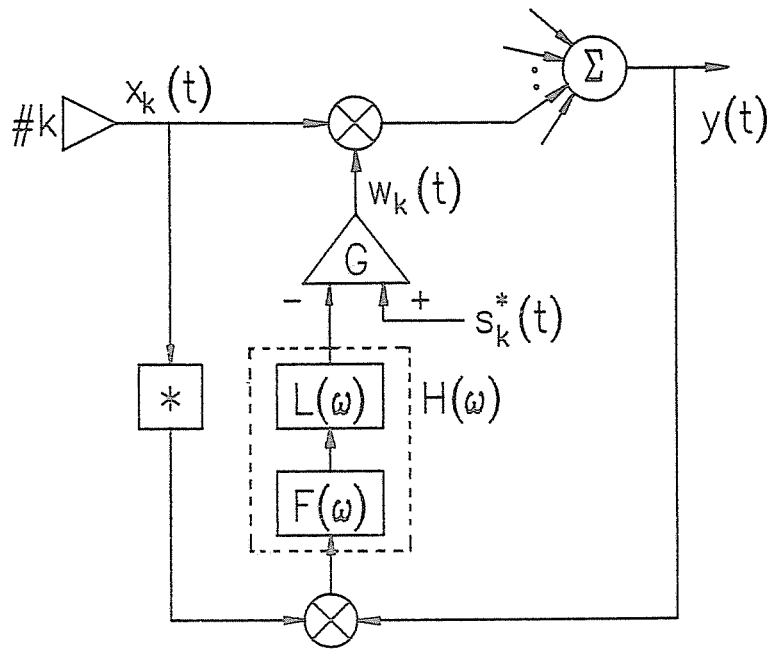 #k
x_k(t)
Σ
y(t)
w_k(t)
G
−
+
s_k^*(t)
*
L(ω)
H(ω)
F(ω)